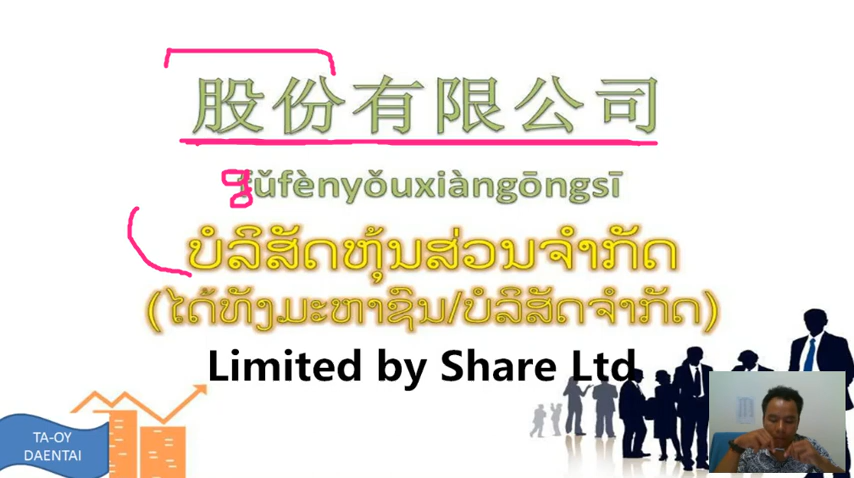 股份有限公司
gǔfènyǒuxiàngōngsī
ບໍລິສັດຫຸ້ນສ່ວນຈຳກັດ
(ໄດ້ທັງມະຫາຊົນ/ບໍລິສັດຈຳກັດ)
Limited by Share Ltd
TA-OY
DAENTAI